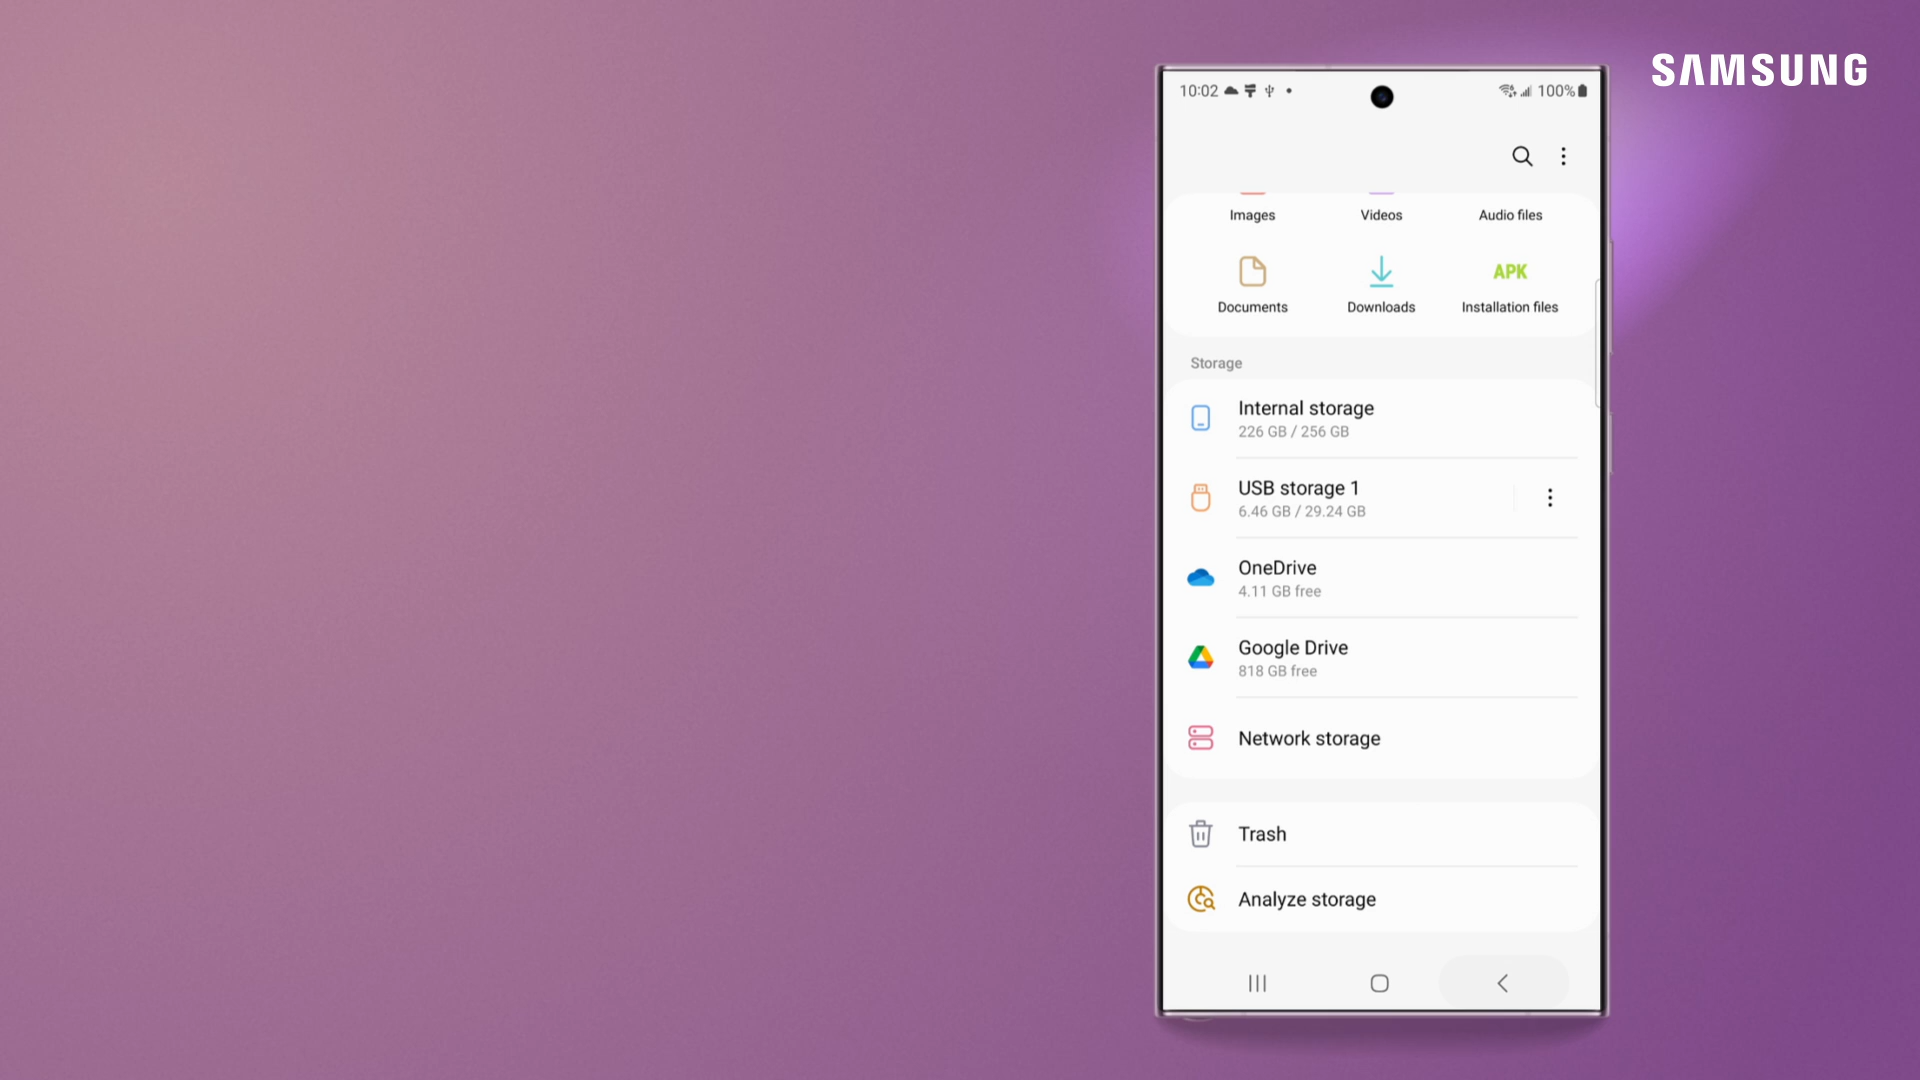 SAMSUNG
10:02
100%
Images
Videos
Audio files
APK
Documents
Downloads
Installation files
Storage
Internal storage
226 GB / 256 GB
USB storage 1
6.46 GB / 29.24 GB
OneDrive
4.11 GB free
Google Drive
818 GB free
Network storage
Trash
Analyze storage